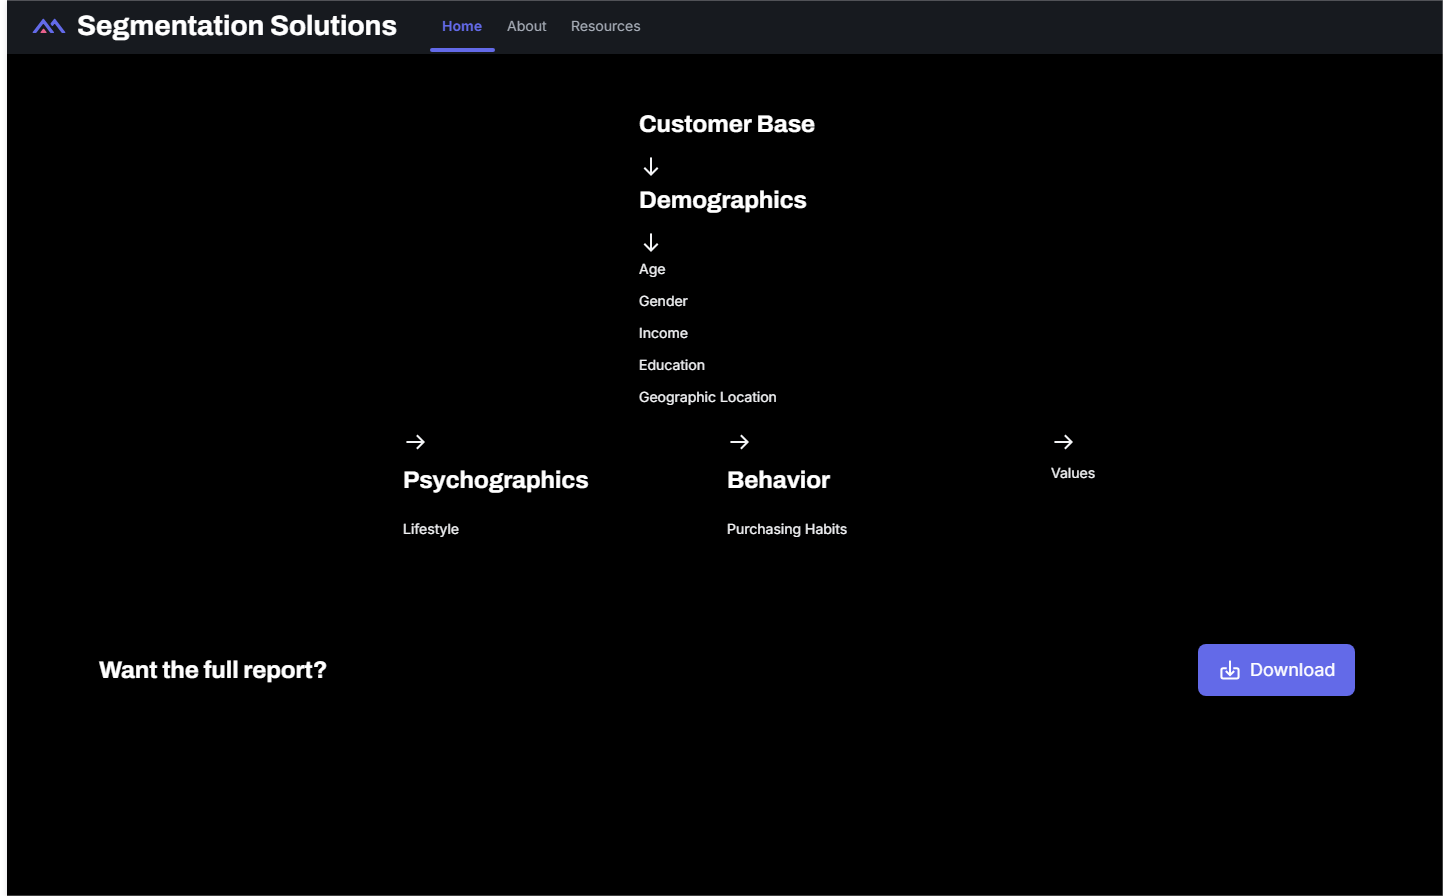 Segmentation Solutions
Home About Resources
Customer Base
Demographics
Age
Gender
Income
Education
Geographic Location
Psychographics
Lifestyle
Behavior
Purchasing Habits
Values
Want the full report?
Download